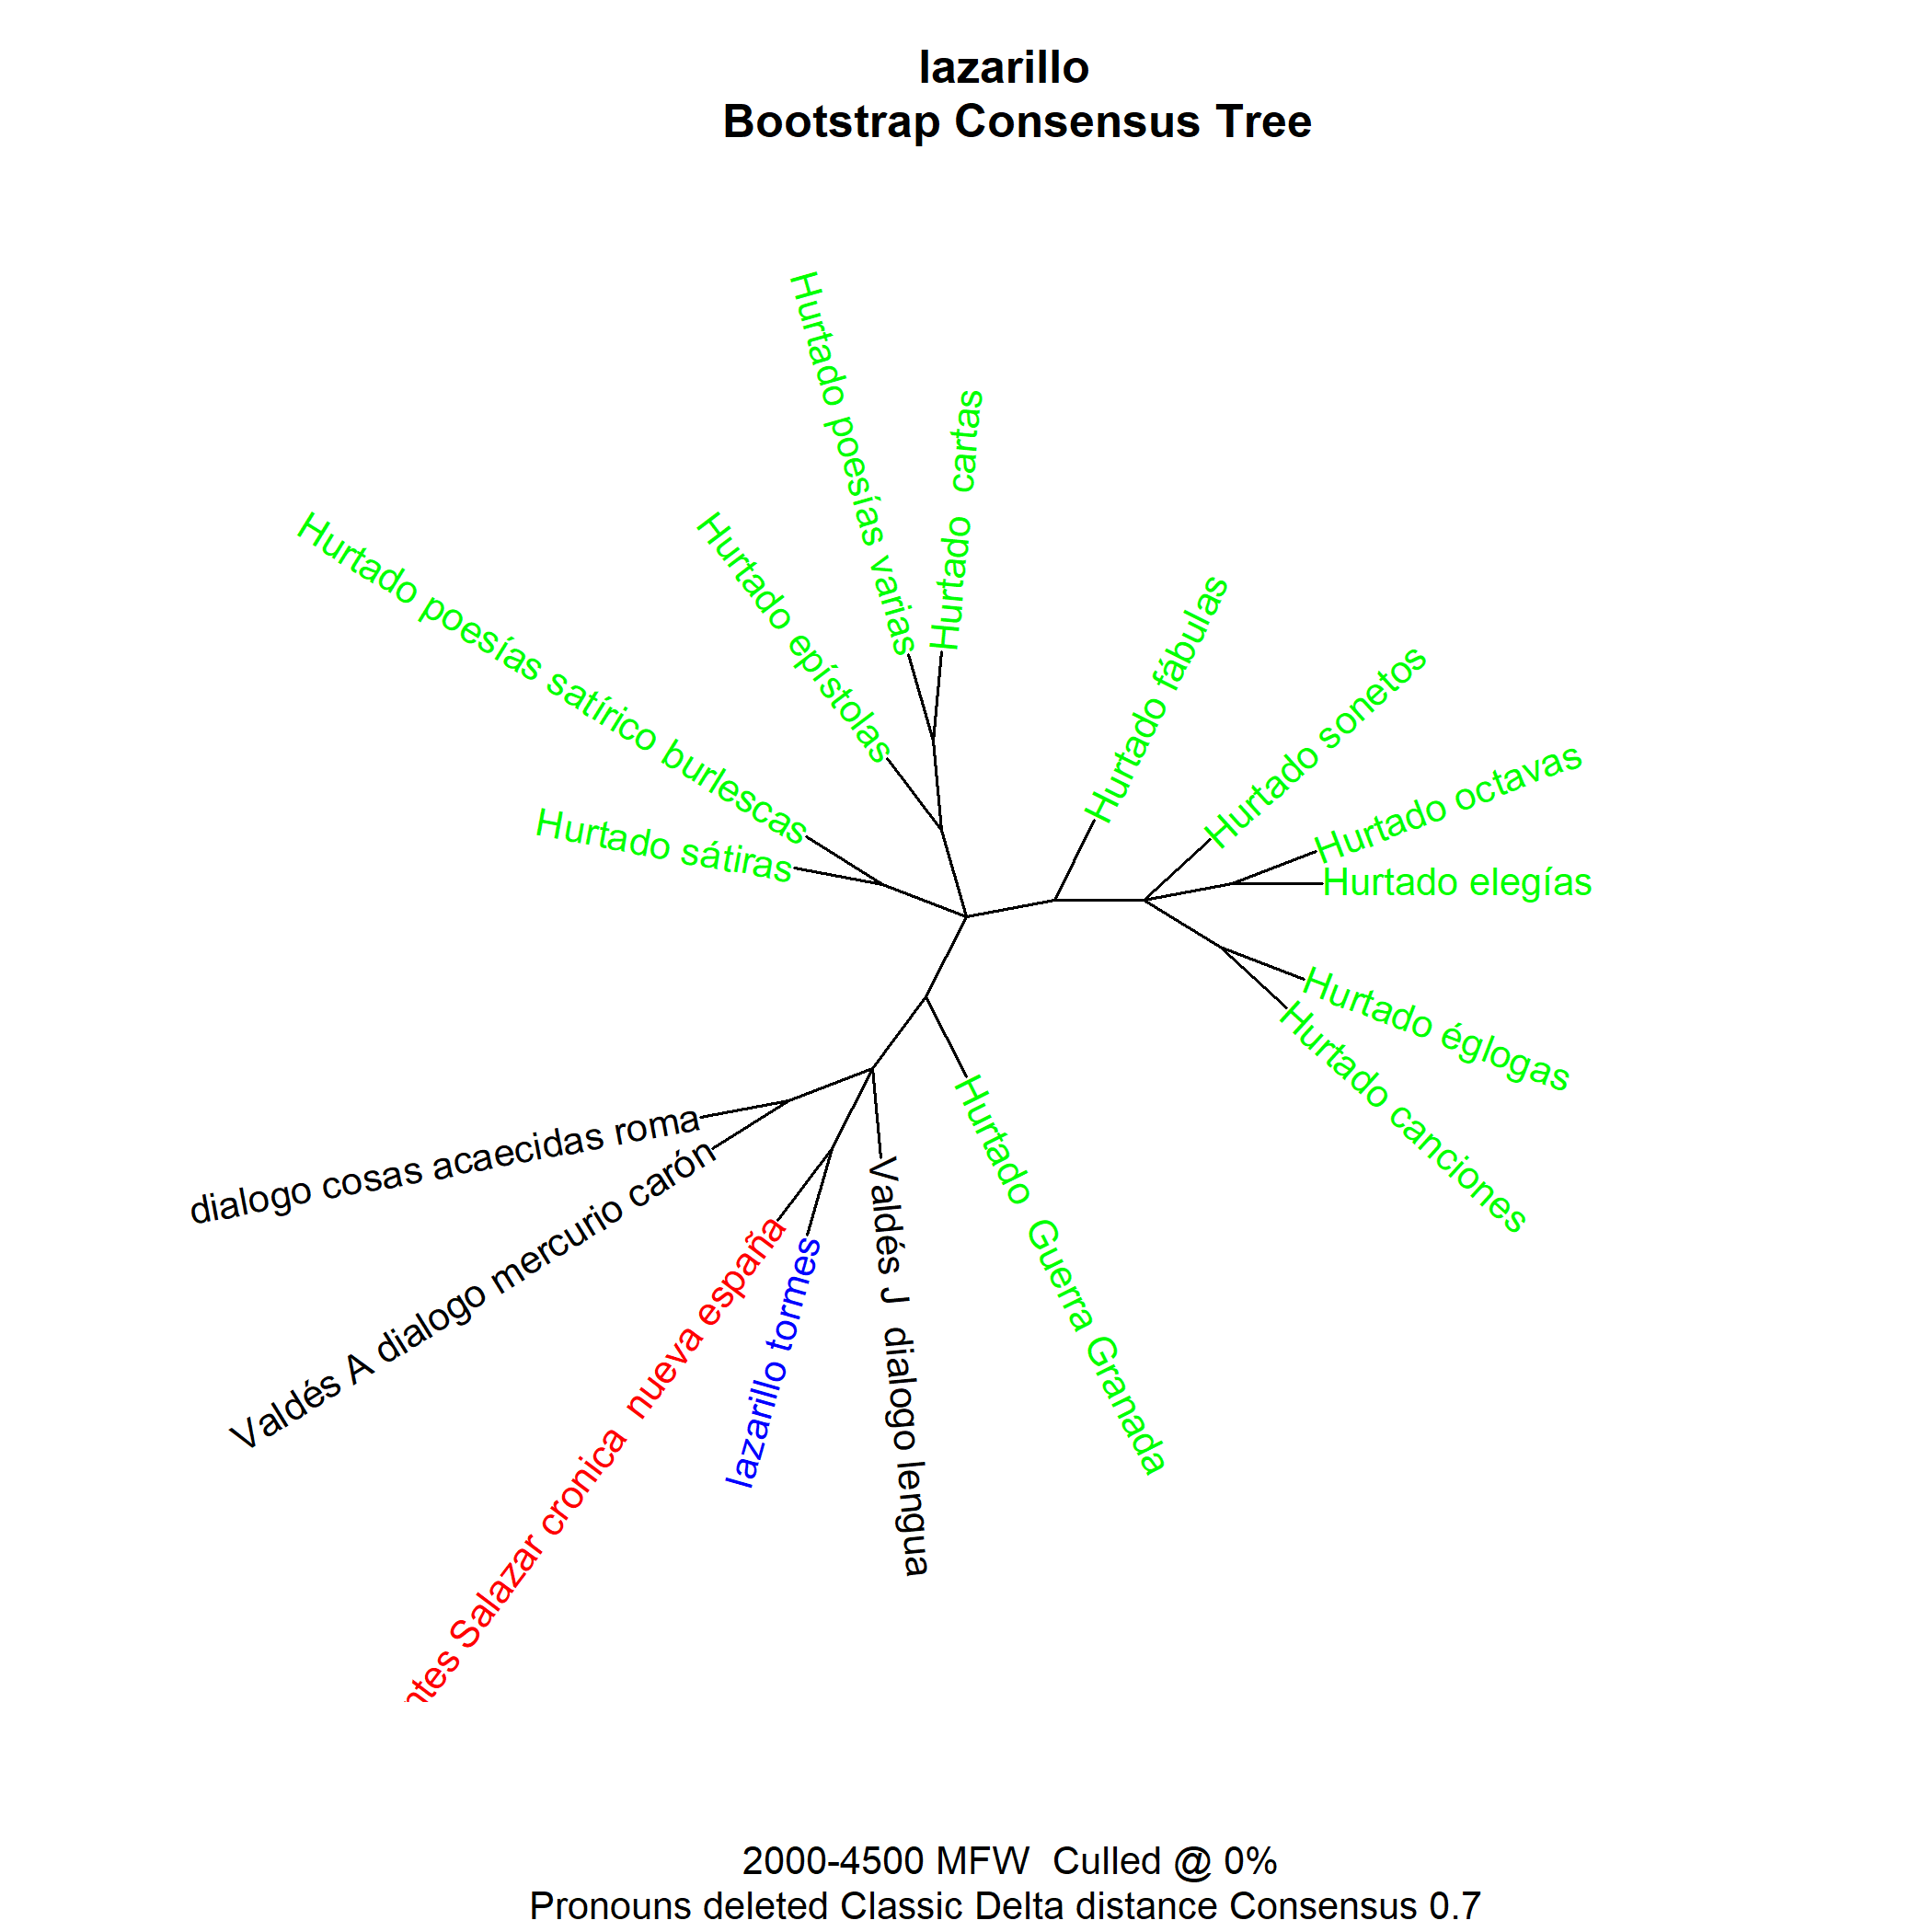 lazarillo
Bootstrap Consensus Tree
Hurtado poesías varias
Hurtado  cartas
Hurtado epístolas
Hurtado poesías satírico burlescas
Hurtado sátiras
Hurtado fábulas
Hurtado sonetos
Hurtado octavas
Hurtado elegías
Hurtado églogas
Hurtado canciones
Hurtado  Guerra Granada
Valdés J  dialogo lengua
lazarillo tormes
ntes Salazar cronica  nueva españa
Valdés A dialogo mercurio carón
dialogo cosas acaecidas roma
2000-4500 MFW  Culled @ 0%
Pronouns deleted Classic Delta distance Consensus 0.7